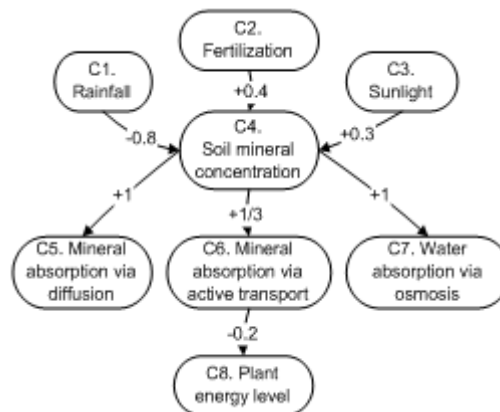 C2.
Fertilization
C1.
Rainfall
C3.
Sunlight
+0.4
-0.8
+0.3
C4.
Soil mineral
concentration
+1
+1/3
+1
C5. Mineral
absorption via
diffusion
C6. Mineral
absorption via
active transport
C7. Water
absorption via
osmosis
-0.2
C8. Plant
energy level